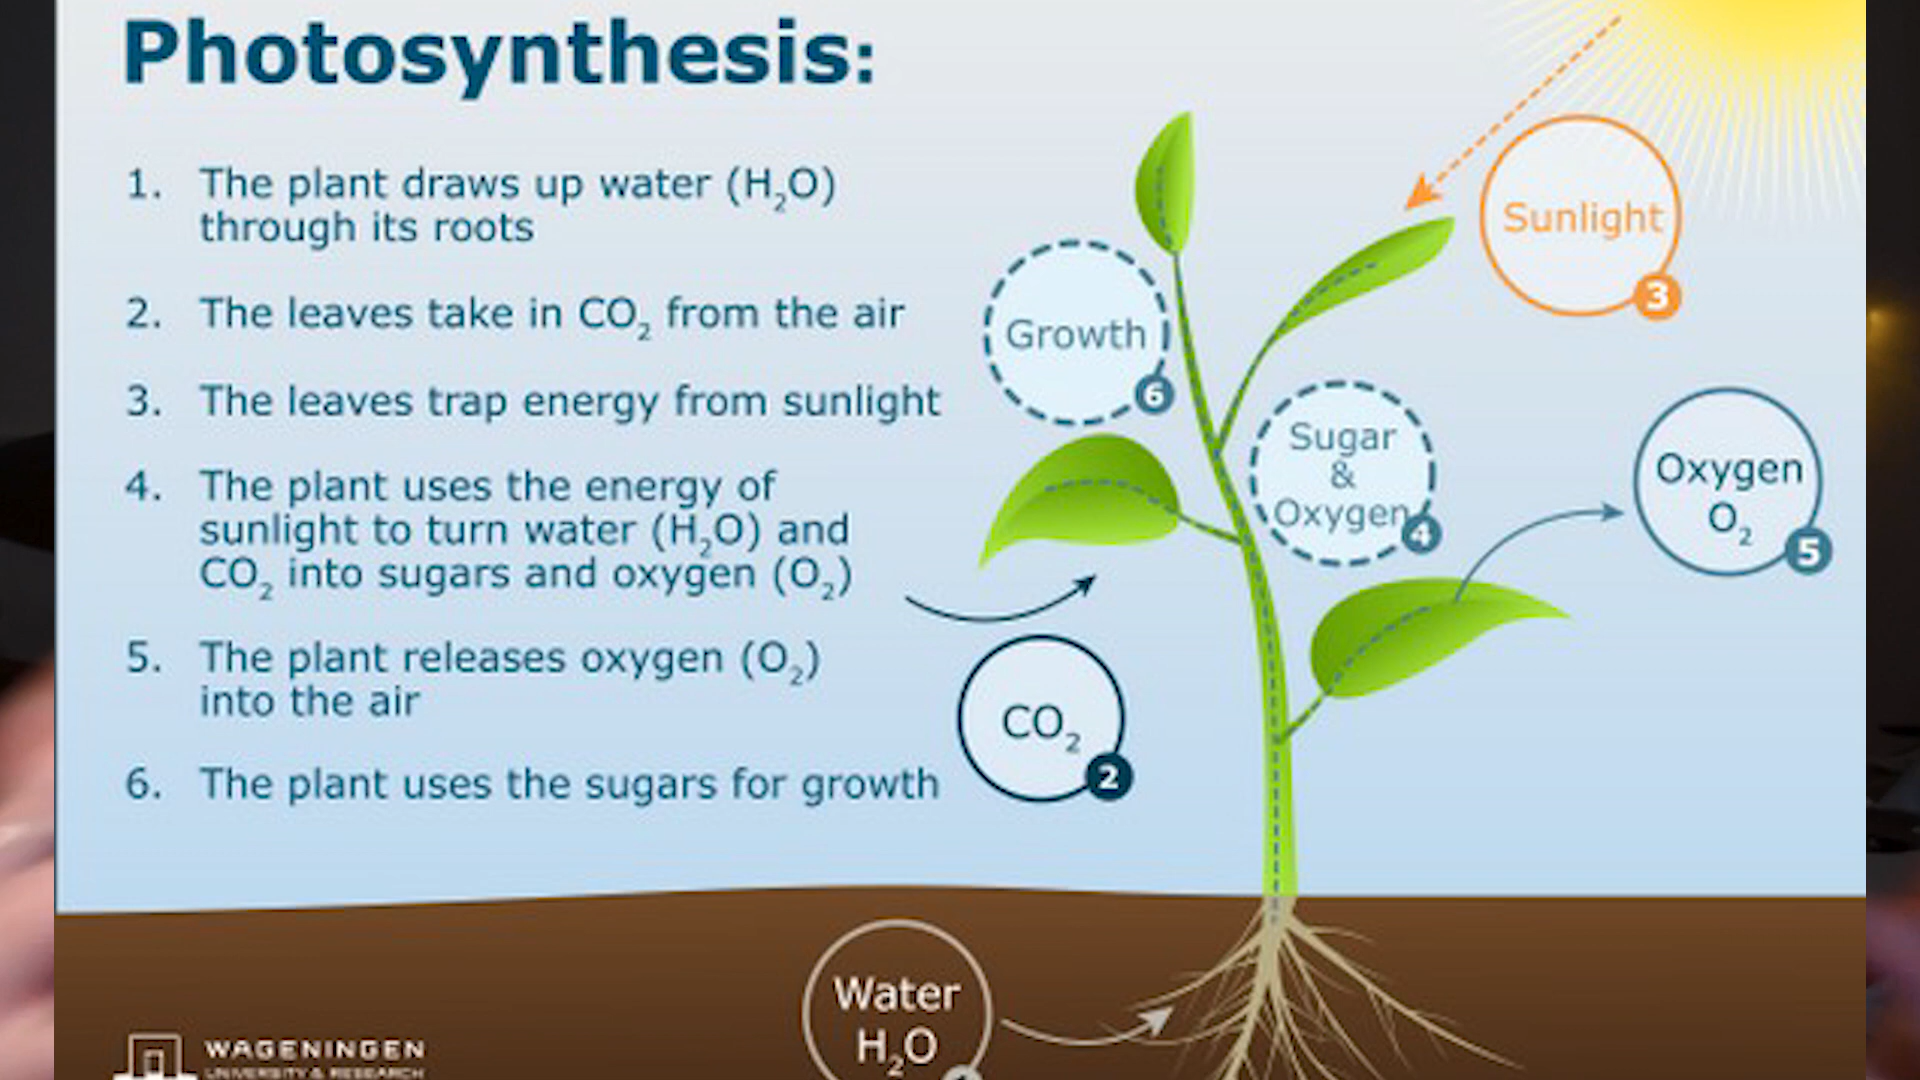 Photosynthesis:
1. The plant draws up water (H₂O)
through its roots
2. The leaves take in CO₂ from the air
3. The leaves trap energy from sunlight
4. The plant uses the energy of
sunlight to turn water (H₂O) and
CO₂ into sugars and oxygen (O₂)
5. The plant releases oxygen (O₂)
into the air
6. The plant uses the sugars for growth
Sunlight
3
Growth
6
Sugar
&
Oxygen
4
Oxygen
O₂
5
CO₂
2
Water
H₂O
WAGENINGEN
UNIVERSITY & RESEARCH